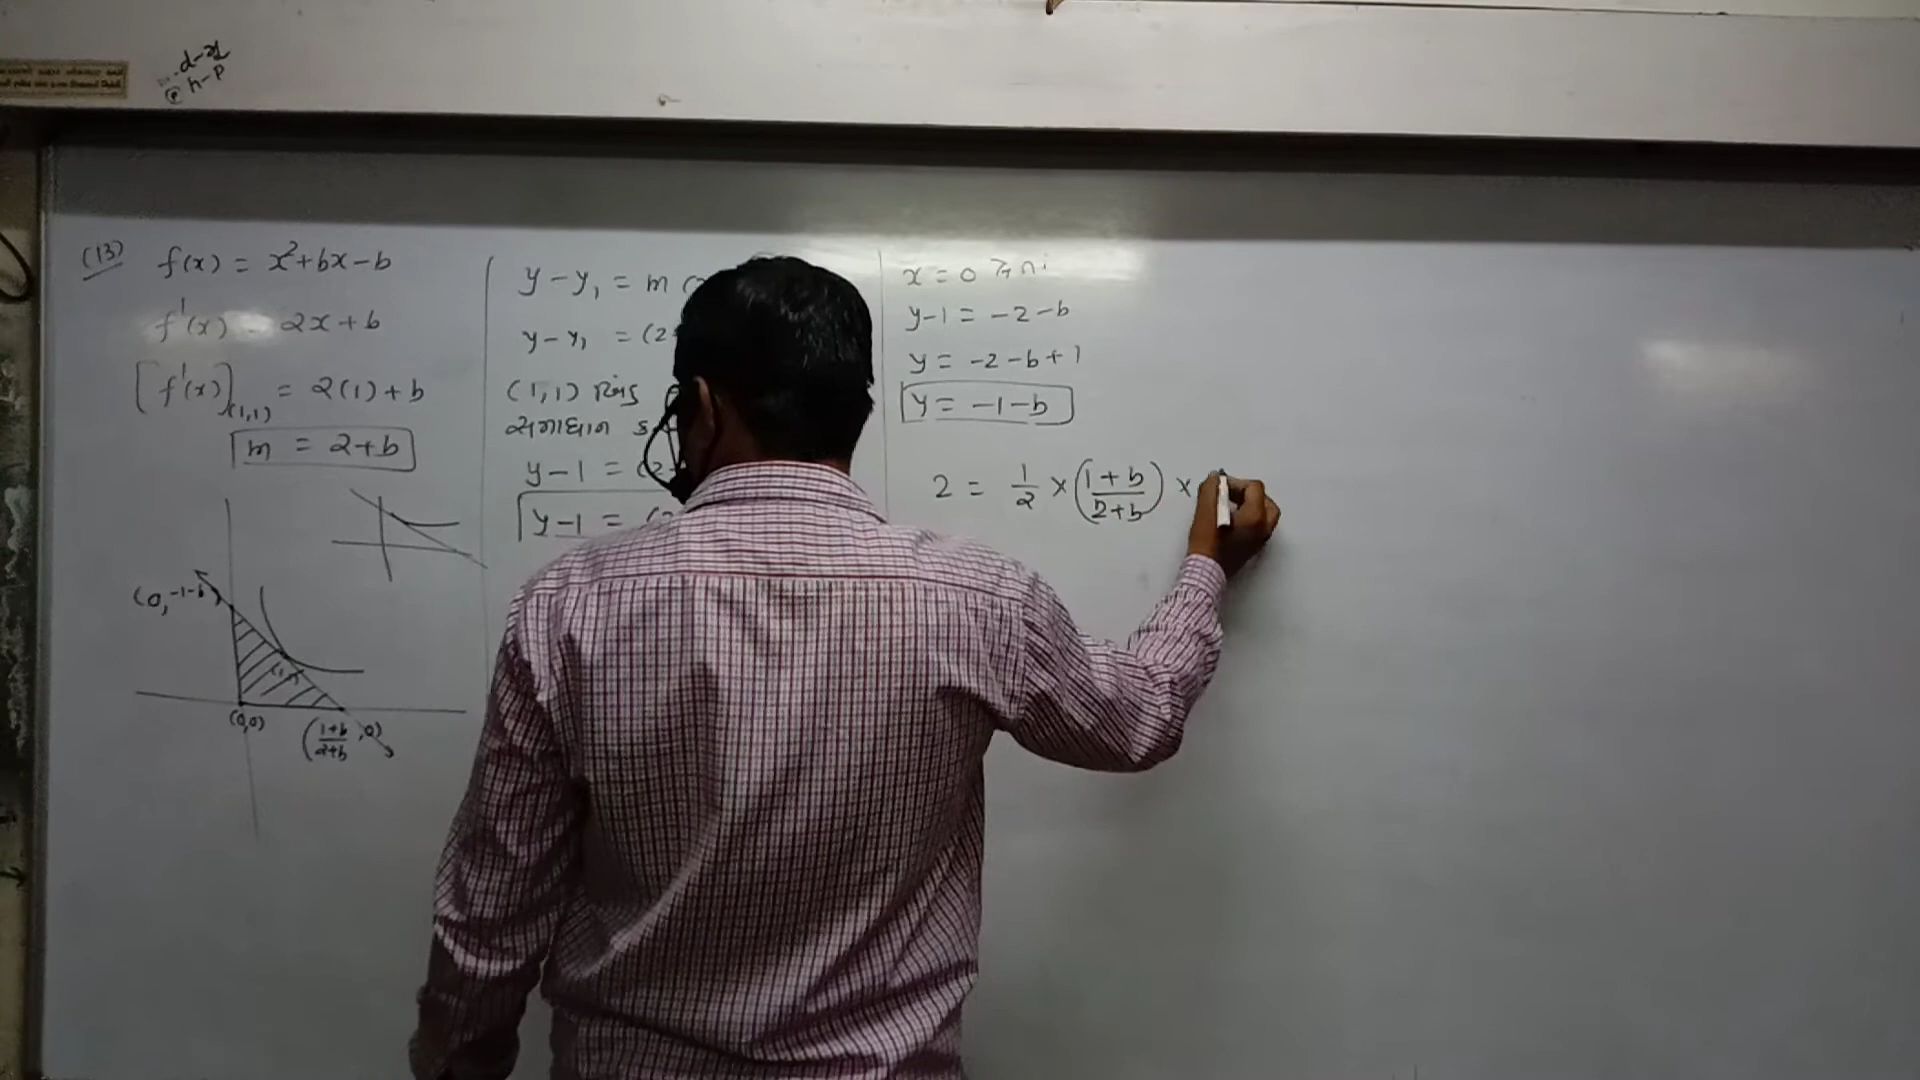 d-x
h-p
(13) f(x) = x²+bx-b
f'(x) = 2x+b
[f'(x)](1,1) = 2(1)+b
m = 2+b
(0,-1-b)
(0,0)
(1+b/2+b ,0)
y-y₁ = m (
y-y₁ = (2
(1,1) બિંદુ
સમાધાન ક
y-1 = (2+
y-1 = (2
x=0 લેતાં
y-1 = -2-b
y = -2-b+1
y = -1-b
2 = 1/2 × (1+b/2+b) ×